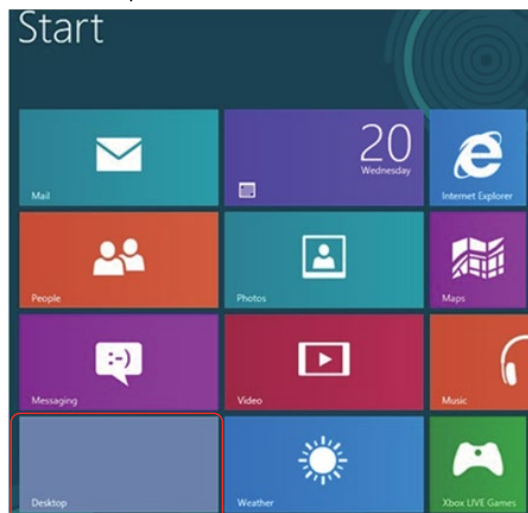 Start
Mail
20
Wednesday
Internet Explorer
People
Photos
Maps
:-)
Messaging
Video
Music
Desktop
Weather
Xbox LIVE Games